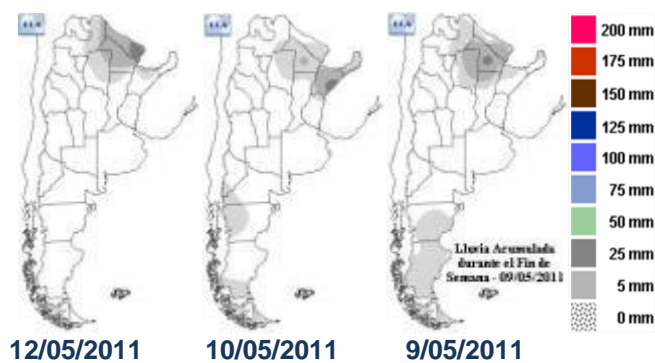 200 mm
175 mm
150 mm
125 mm
100 mm
75 mm
50 mm
25 mm
5 mm
0 mm
Lluvia Acumulada
durante el Fin de
Semana - 09/05/2011
12/05/2011 10/05/2011 9/05/2011